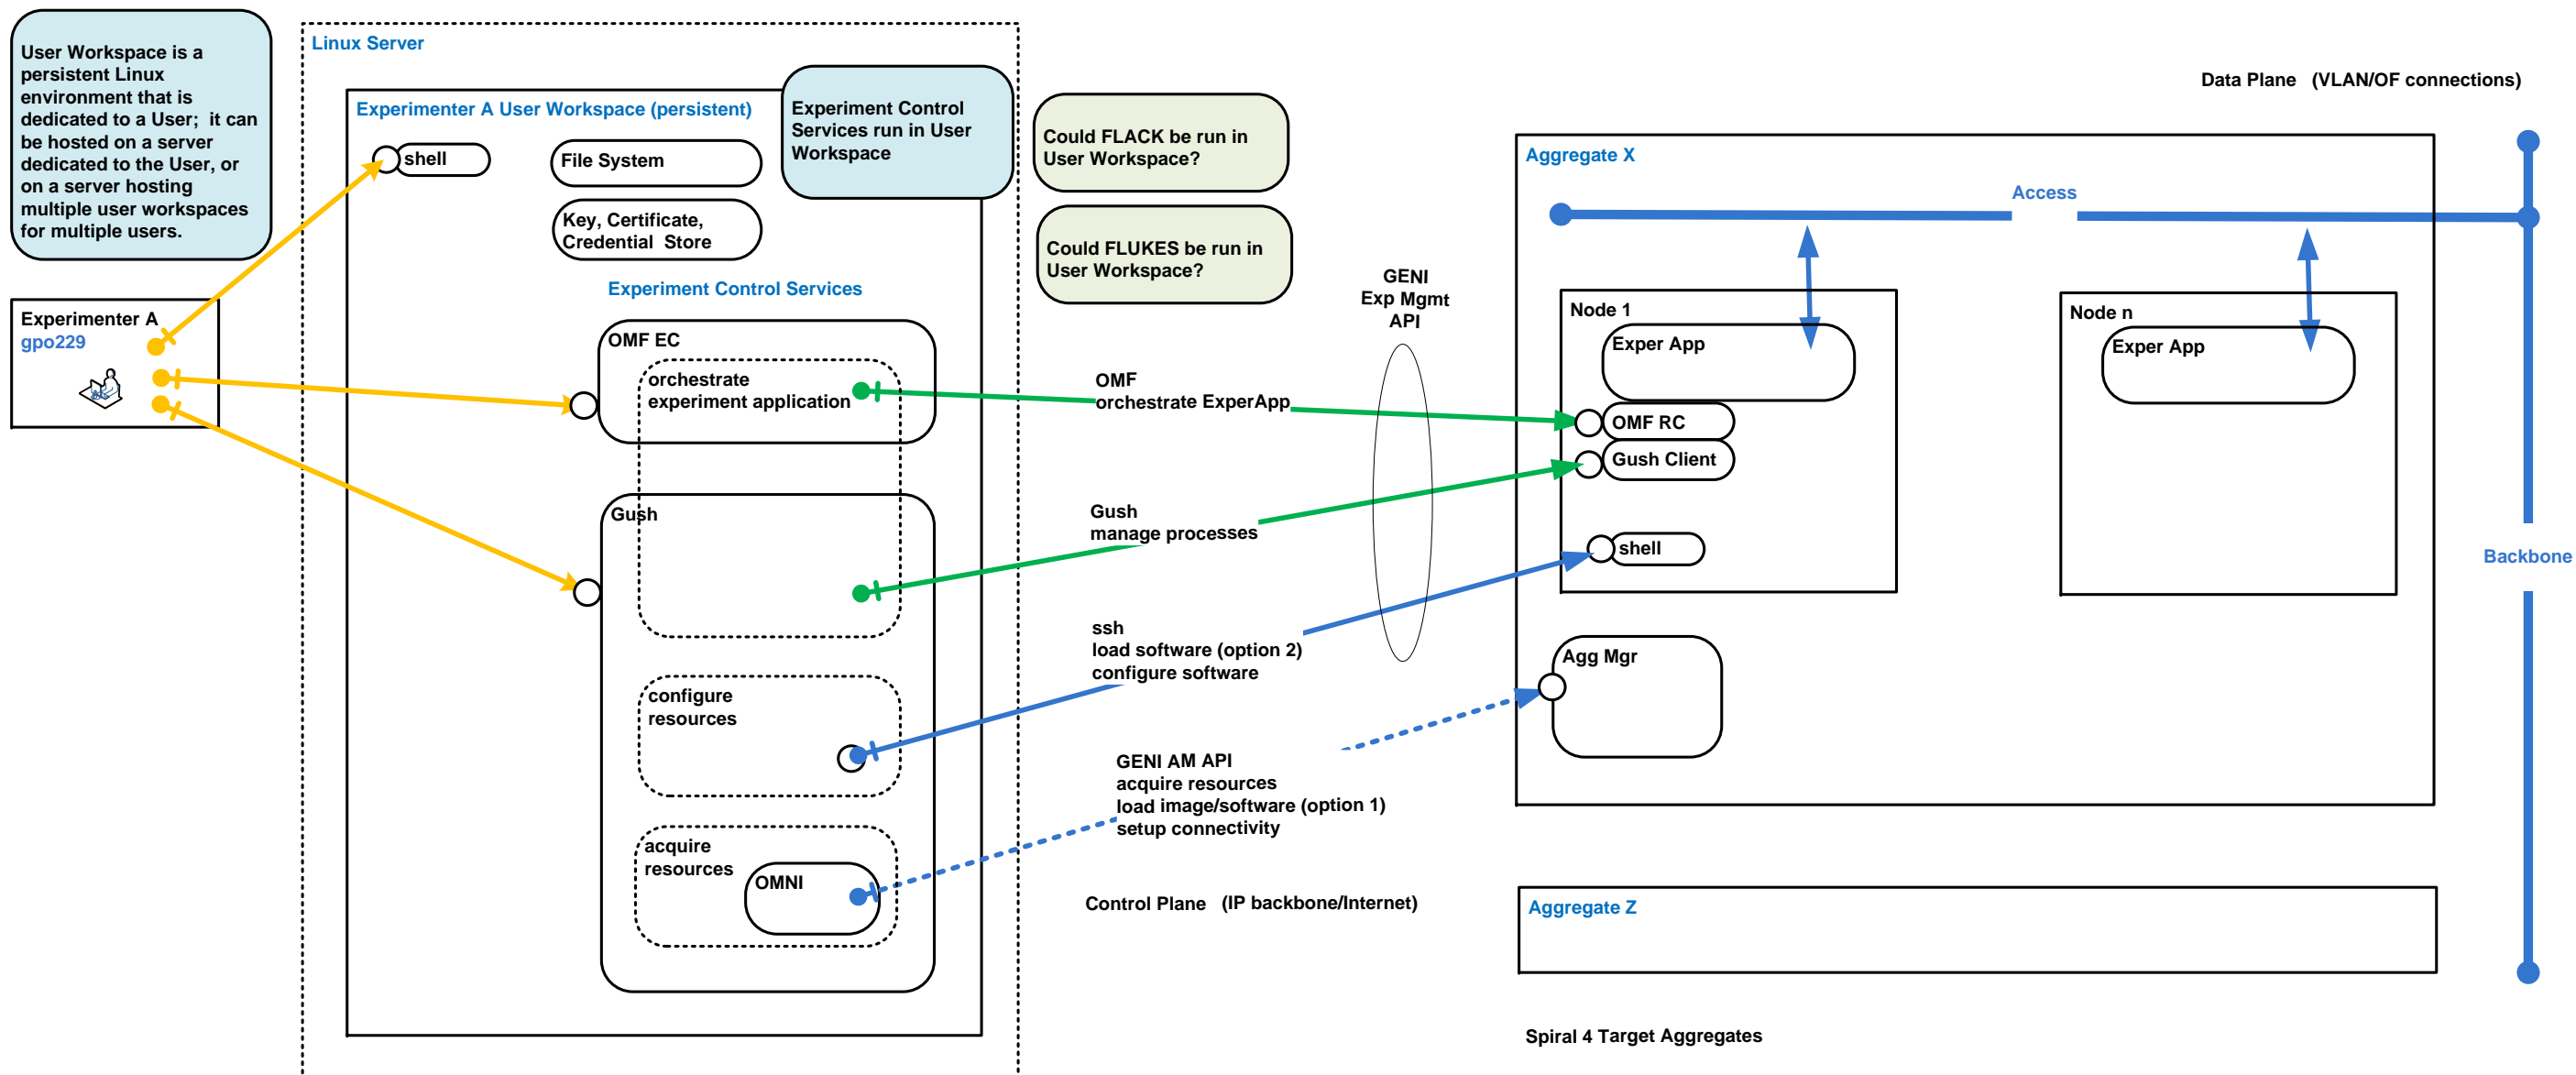 User Workspace is a
persistent Linux
environment that is
dedicated to a User;  it can
be hosted on a server
dedicated to the User, or
on a server hosting
multiple user workspaces
for multiple users.
Experimenter A
gpo229
Linux Server
Experimenter A User Workspace (persistent)
shell
File System
Key, Certificate,
Credential  Store
Experiment Control
Services run in User
Workspace
Experiment Control Services
OMF EC
orchestrate
experiment application
Gush
configure
resources
acquire
resources
OMNI
Could FLACK be run in
User Workspace?
Could FLUKES be run in
User Workspace?
GENI
Exp Mgmt
API
OMF
orchestrate ExperApp
Gush
manage processes
ssh
load software (option 2)
configure software
GENI AM API
acquire resources
load image/software (option 1)
setup connectivity
Control Plane   (IP backbone/Internet)
Data Plane   (VLAN/OF connections)
Aggregate X
Access
Node 1
Exper App
OMF RC
Gush Client
shell
Node n
Exper App
Agg Mgr
Backbone
Aggregate Z
Spiral 4 Target Aggregates